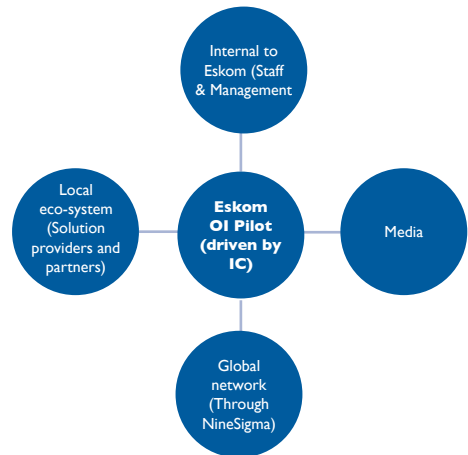 Internal to
Eskom (Staff
& Management
Local
eco-system
(Solution
providers and
partners)
Eskom
OI Pilot
(driven by
IC)
Media
Global
network
(Through
NineSigma)